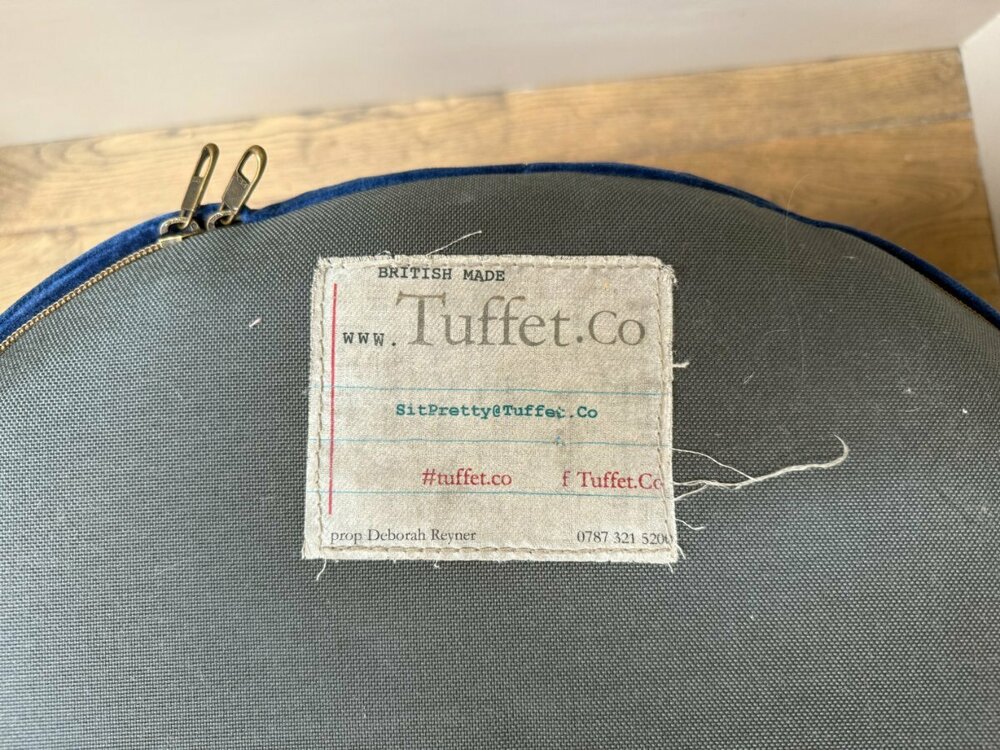 BRITISH MADE
www.Tuffet.Co
SitPretty@Tuffet.Co
#tuffet.co f Tuffet.Co
prop Deborah Reyner 0787 321 5200